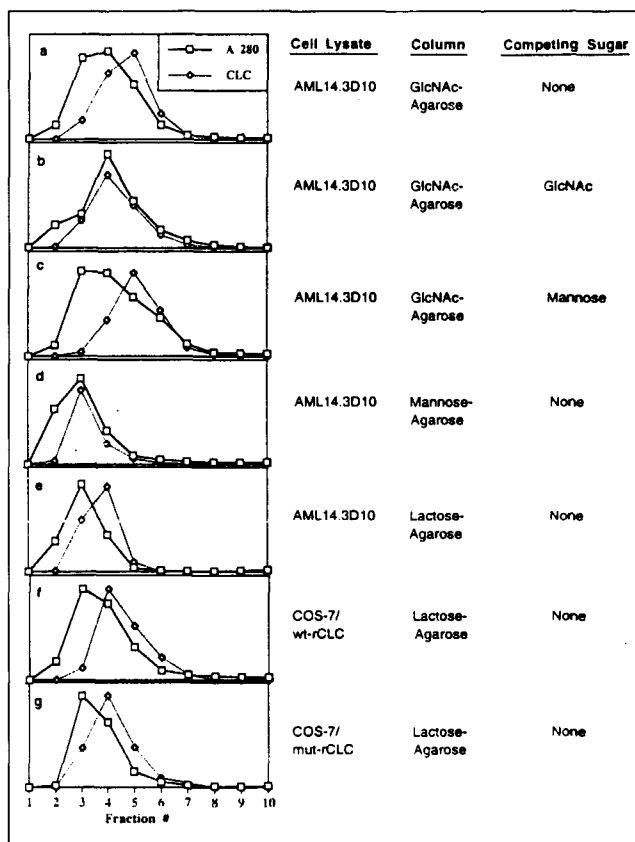 Cell Lysate Column Competing Sugar
a
A 280
CLC
AML14.3D10 GlcNAc- None
Agarose
b
AML14.3D10 GlcNAc- GlcNAc
Agarose
c
AML14.3D10 GlcNAc- Mannose
Agarose
d
AML14.3D10 Mannose- None
Agarose
e
AML14.3D10 Lactose- None
Agarose
f
COS-7/ Lactose- None
wt-rCLC Agarose
g
COS-7/ Lactose- None
mut-rCLC Agarose
1 2 3 4 5 6 7 8 9 10
Fraction #